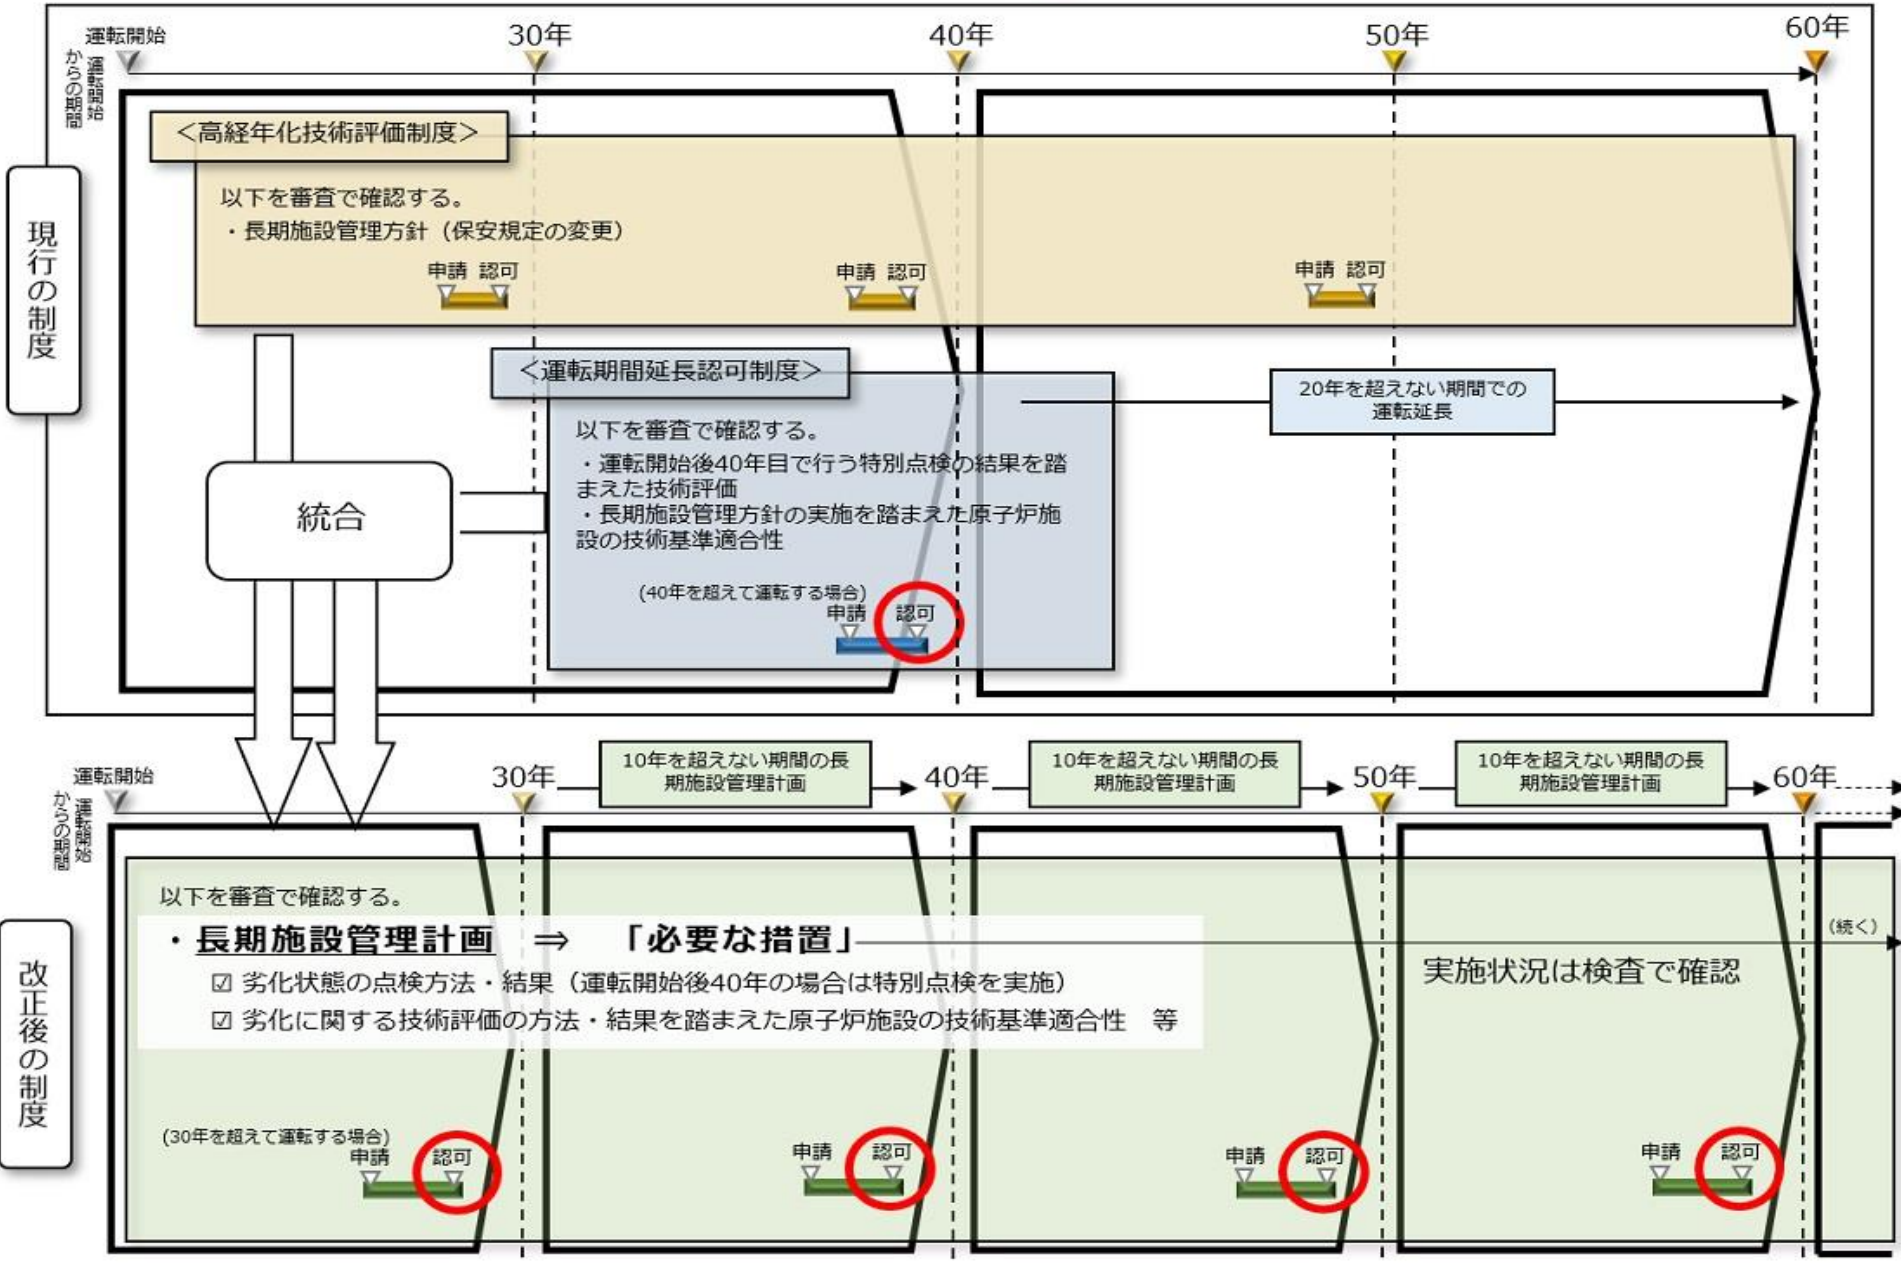 運転開始
30年
40年
50年
60年
運転開始
からの期間
現行の制度
＜高経年化技術評価制度＞
以下を審査で確認する。
・長期施設管理方針（保安規定の変更）
申請 認可
申請 認可
申請 認可
＜運転期間延長認可制度＞
以下を審査で確認する。
・運転開始後40年目で行う特別点検の結果を踏
まえた技術評価
・長期施設管理方針の実施を踏まえた原子炉施
設の技術基準適合性
(40年を超えて運転する場合)
申請 認可
20年を超えない期間での
運転延長
統合
運転開始
30年
10年を超えない期間の長
期施設管理計画
40年
10年を超えない期間の長
期施設管理計画
50年
10年を超えない期間の長
期施設管理計画
60年
運転開始
からの期間
改正後の制度
以下を審査で確認する。
・長期施設管理計画 ⇒ 「必要な措置」
☑ 劣化状態の点検方法・結果（運転開始後40年の場合は特別点検を実施）
☑ 劣化に関する技術評価の方法・結果を踏まえた原子炉施設の技術基準適合性 等
（続く）
実施状況は検査で確認
(30年を超えて運転する場合)
申請 認可
申請 認可
申請 認可
申請 認可